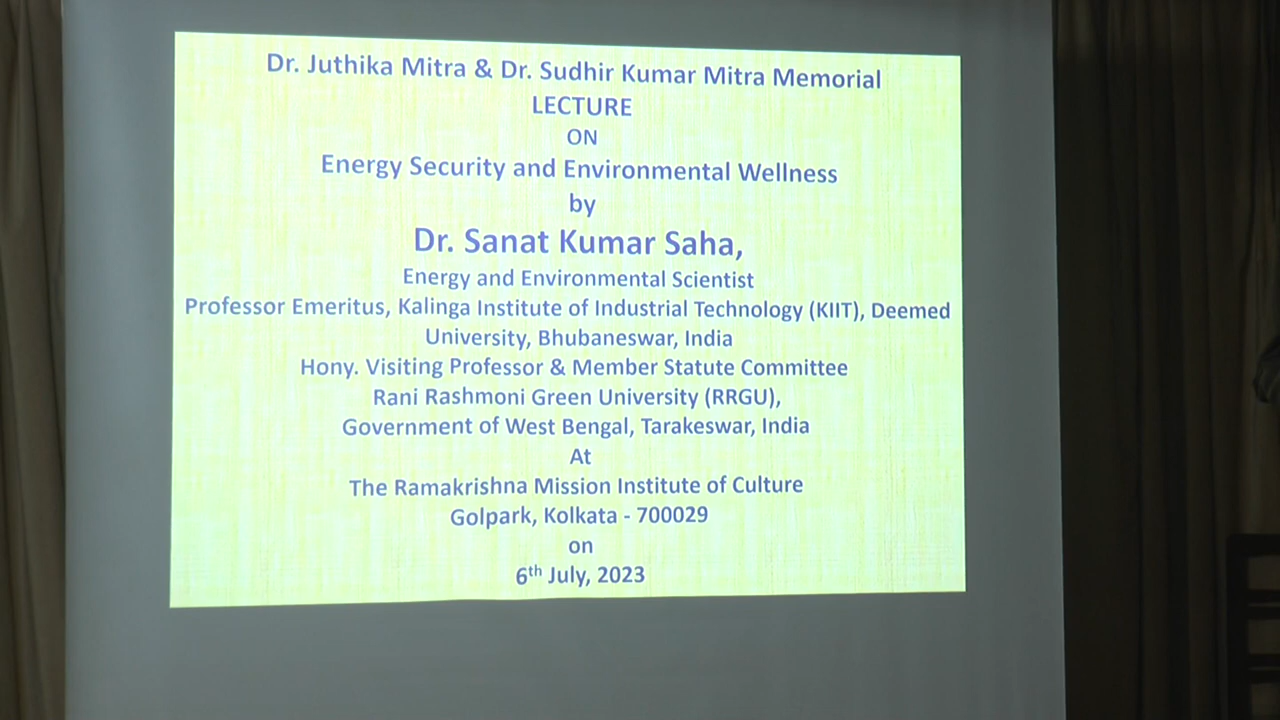 Dr. Juthika Mitra & Dr. Sudhir Kumar Mitra Memorial
LECTURE
ON
Energy Security and Environmental Wellness
by
Dr. Sanat Kumar Saha,
Energy and Environmental Scientist
Professor Emeritus, Kalinga Institute of Industrial Technology (KIIT), Deemed
University, Bhubaneswar, India
Hony. Visiting Professor & Member Statute Committee
Rani Rashmoni Green University (RRGU),
Government of West Bengal, Tarakeswar, India
At
The Ramakrishna Mission Institute of Culture
Golpark, Kolkata - 700029
on
6th July, 2023